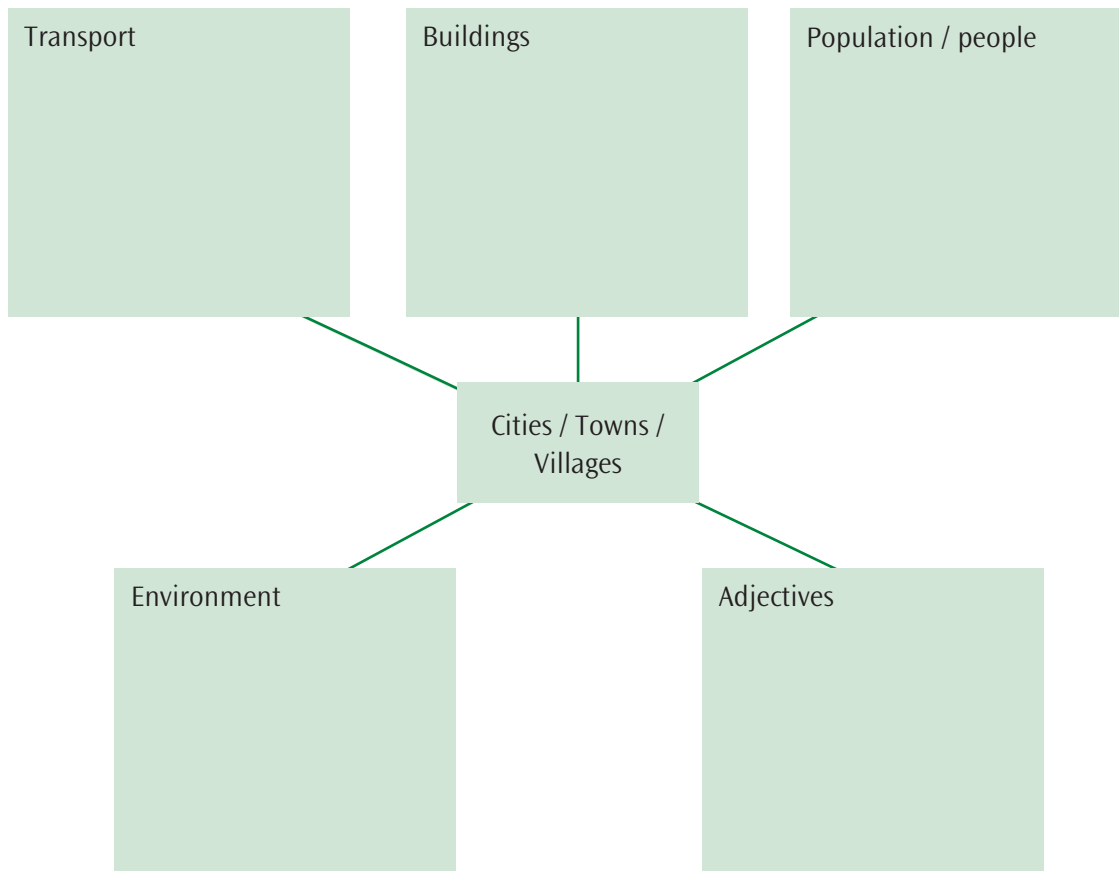 Transport
Buildings
Population / people
Cities / Towns /
Villages
Environment
Adjectives